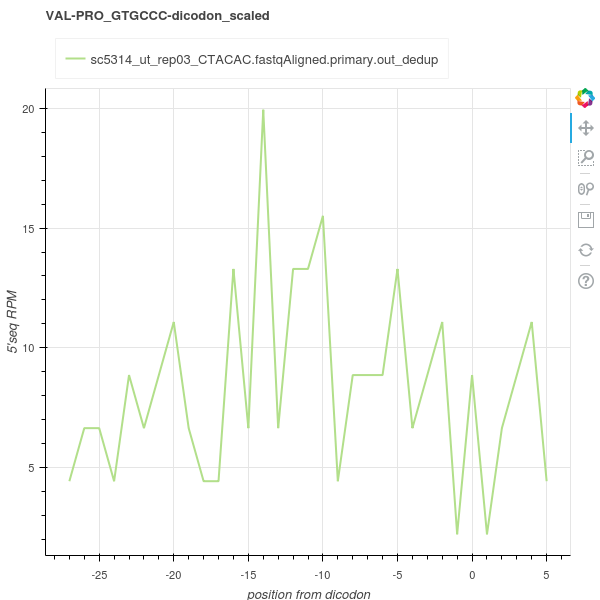 VAL-PRO_GTGCCC-dicodon_scaled
sc5314_ut_rep03_CTACAC.fastqAligned.primary.out_dedup
20
15
10
5
5'seq RPM
-25
-20
-15
-10
-5
0
5
position from dicodon